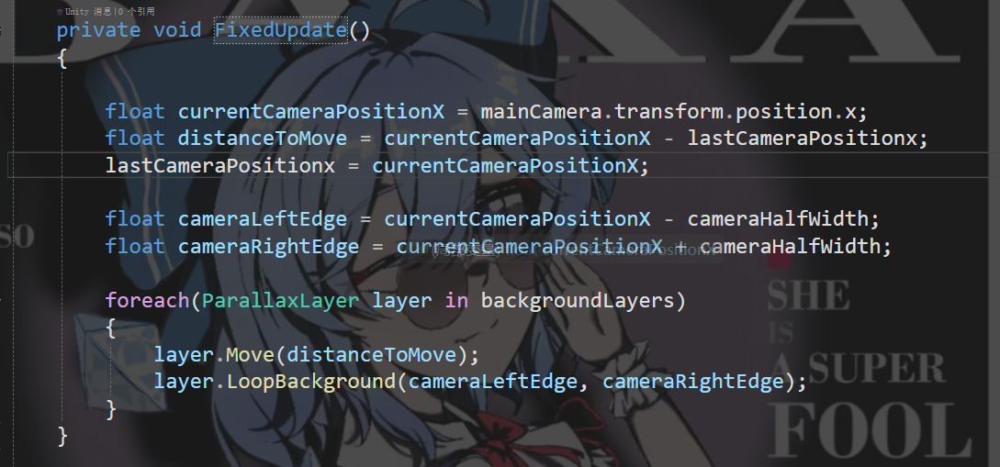 Unity 消息|0 个引用
private void FixedUpdate()
{
float currentCameraPositionX = mainCamera.transform.position.x;
float distanceToMove = currentCameraPositionX - lastCameraPositionx;
lastCameraPositionx = currentCameraPositionX;
float cameraLeftEdge = currentCameraPositionX - cameraHalfWidth;
float cameraRightEdge = currentCameraPositionX + cameraHalfWidth;
foreach(ParallaxLayer layer in backgroundLayers)
{
layer.Move(distanceToMove);
layer.LoopBackground(cameraLeftEdge, cameraRightEdge);
}
}
SO
SHE
IS
A SUPER
FOOL